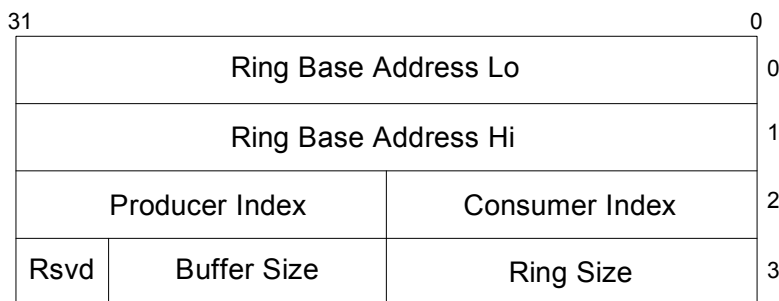 31 0
Ring Base Address Lo 0
Ring Base Address Hi 1
Producer Index Consumer Index 2
Rsvd Buffer Size Ring Size 3